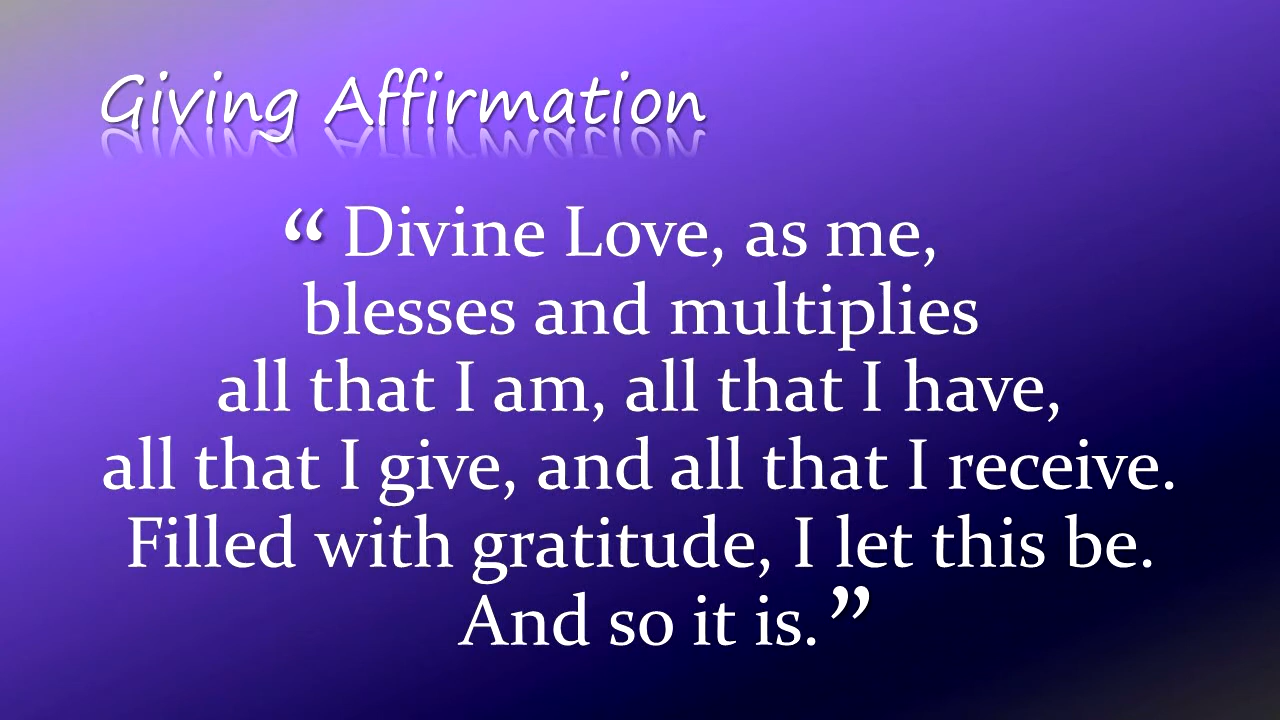 Giving Affirmation
“ Divine Love, as me,
blesses and multiplies
all that I am, all that I have,
all that I give, and all that I receive.
Filled with gratitude, I let this be.
And so it is. ”